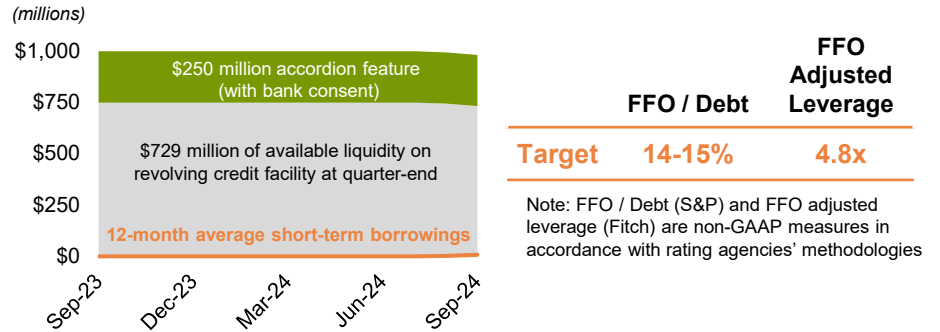 (millions)
$1,000
$750
$500
$250
$0
$250 million accordion feature
(with bank consent)
$729 million of available liquidity on
revolving credit facility at quarter-end
12-month average short-term borrowings
Sep-23
Dec-23
Mar-24
Jun-24
Sep-24
FFO / Debt
FFO
Adjusted
Leverage
Target 14-15% 4.8x
Note: FFO / Debt (S&P) and FFO adjusted
leverage (Fitch) are non-GAAP measures in
accordance with rating agencies’ methodologies